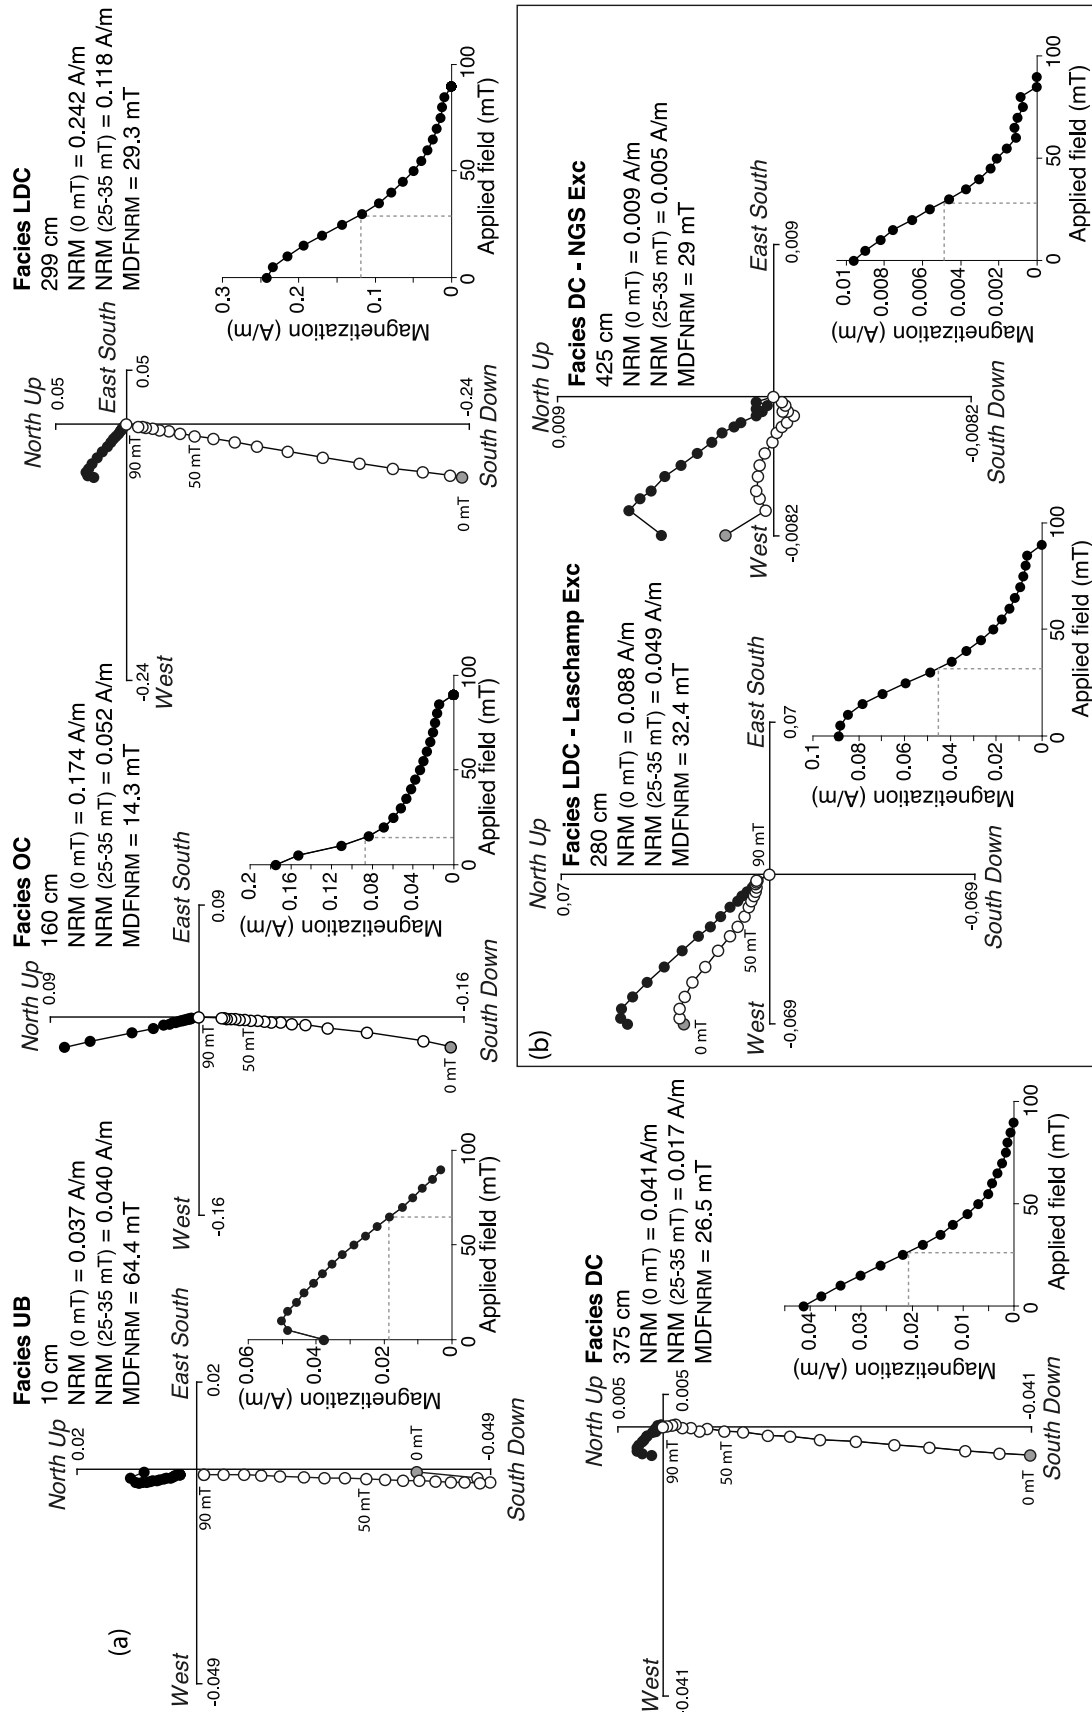 (a)
Facies UB
10 cm
NRM (0 mT) = 0.037 A/m
NRM (25-35 mT) = 0.040 A/m
MDFNRM = 64.4 mT
North Up
0.02
West
-0.049
East South
0.02
90 mT
50 mT
0 mT
-0.049
South Down
Magnetization (A/m)
0.06
0.04
0.02
0
0
50
100
Applied field (mT)
Facies OC
160 cm
NRM (0 mT) = 0.174 A/m
NRM (25-35 mT) = 0.052 A/m
MDFNRM = 14.3 mT
North Up
0.09
West
-0.16
East South
0.09
90 mT
50 mT
0 mT
-0.16
South Down
Magnetization (A/m)
0.2
0.16
0.12
0.08
0.04
0
0
50
100
Applied field (mT)
Facies LDC
299 cm
NRM (0 mT) = 0.242 A/m
NRM (25-35 mT) = 0.118 A/m
MDFNRM = 29.3 mT
North Up
0.05
-0.24
West
East South
0.05
90 mT
50 mT
0 mT
-0.24
South Down
Magnetization (A/m)
0.3
0.2
0.1
0
0
50
100
Applied field (mT)
Facies DC
375 cm
NRM (0 mT) = 0.041A/m
NRM (25-35 mT) = 0.017 A/m
MDFNRM = 26.5 mT
North Up
0.005
West
-0.041
0.005
90 mT
50 mT
0 mT
-0.041
South Down
Magnetization (A/m)
0.04
0.03
0.02
0.01
0
0
50
100
Applied field (mT)
(b)
Facies LDC - Laschamp Exc
280 cm
NRM (0 mT) = 0.088 A/m
NRM (25-35 mT) = 0.049 A/m
MDFNRM = 32.4 mT
North Up
0,07
West
-0,069
East South
0,07
90 mT
50 mT
0 mT
-0,069
South Down
Magnetization (A/m)
0.1
0.08
0.06
0.04
0.02
0
0
50
100
Applied field (mT)
Facies DC - NGS Exc
425 cm
NRM (0 mT) = 0.009 A/m
NRM (25-35 mT) = 0.005 A/m
MDFNRM = 29 mT
North Up
0,009
West
-0,0082
East South
0,009
-0,0082
South Down
Magnetization (A/m)
0.01
0.008
0.006
0.004
0.002
0
0
50
100
Applied field (mT)